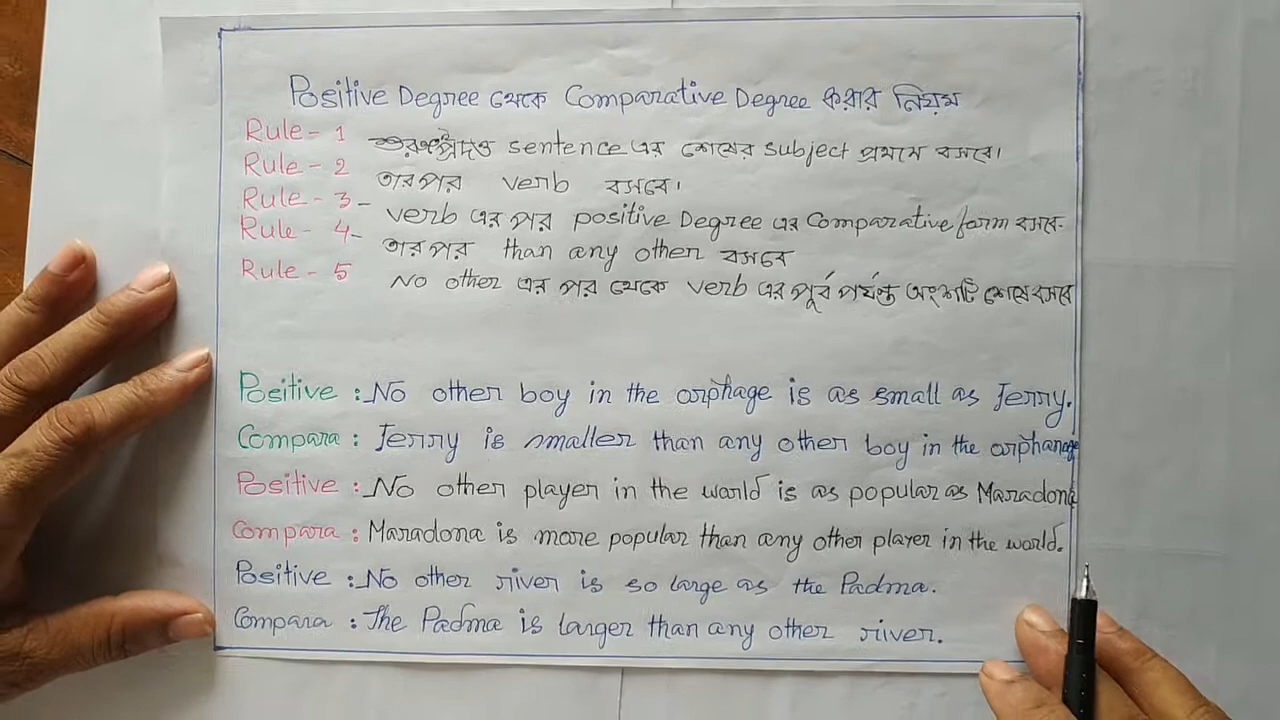 Positive Degree থেকে Comparative Degree করার নিয়ম
Rule - 1 sentence এর শেষের subject প্রথমে বসবে।
Rule - 2 তারপর verb বসবে।
Rule - 3 - verb এর পর positive Degree এর Comparative form বসবে-
Rule - 4 - তারপর than any other বসবে
Rule - 5 No other এর পর থেকে verb এর পূর্ব পর্যন্ত অংশটি শেষে বসবে
Positive : No other boy in the orphage is as small as Jerry.
Compara : Jerry is smaller than any other boy in the orphanage
Positive : No other player in the world is as popular as Maradona
Compara : Maradona is more popular than any other player in the world.
Positive : No other river is so large as the Padma.
Compara : The Padma is larger than any other river.